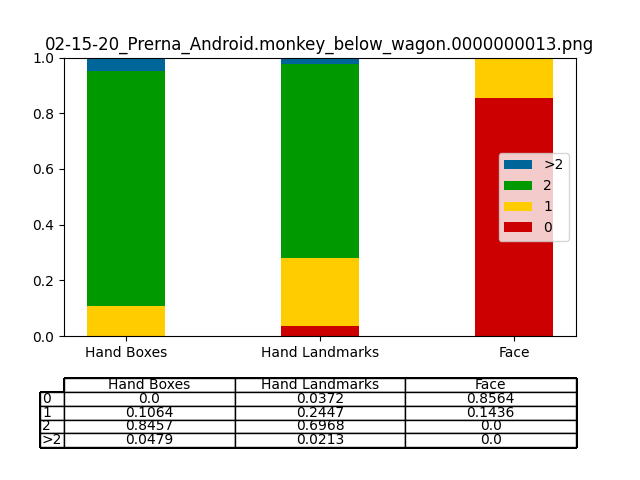 02-15-20_Prerna_Android.monkey_below_wagon.0000000013.png
1.0
0.8
0.6
0.4
0.2
0.0
>2
2
1
0
Hand Boxes Hand Landmarks Face
Hand Boxes Hand Landmarks Face
0 0.0 0.0372 0.8564
1 0.1064 0.2447 0.1436
2 0.8457 0.6968 0.0
>2 0.0479 0.0213 0.0